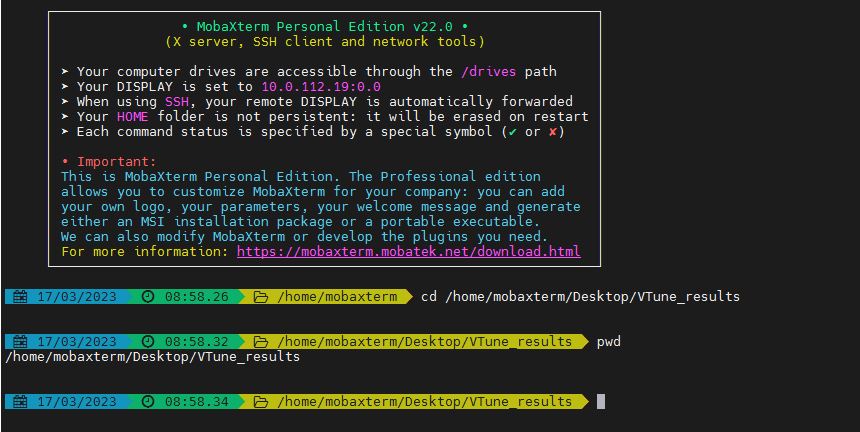 • MobaXterm Personal Edition v22.0 •
(X server, SSH client and network tools)
➤ Your computer drives are accessible through the /drives path
➤ Your DISPLAY is set to 10.0.112.19:0.0
➤ When using SSH, your remote DISPLAY is automatically forwarded
➤ Your HOME folder is not persistent: it will be erased on restart
➤ Each command status is specified by a special symbol (✔ or ✘)
• Important:
This is MobaXterm Personal Edition. The Professional edition
allows you to customize MobaXterm for your company: you can add
your own logo, your parameters, your welcome message and generate
either an MSI installation package or a portable executable.
We can also modify MobaXterm or develop the plugins you need.
For more information: https://mobaxterm.mobatek.net/download.html
17/03/2023 08:58.26 /home/mobaxterm cd /home/mobaxterm/Desktop/VTune_results
17/03/2023 08:58.32 /home/mobaxterm/Desktop/VTune_results pwd
/home/mobaxterm/Desktop/VTune_results
17/03/2023 08:58.34 /home/mobaxterm/Desktop/VTune_results